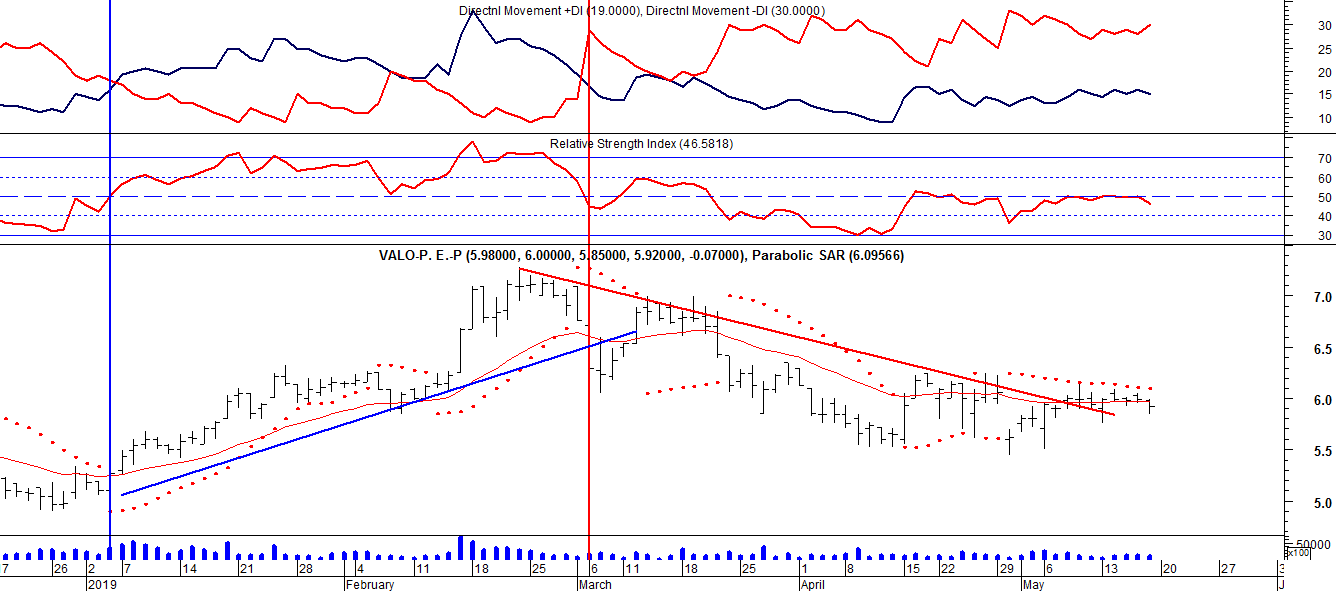 Directnl Movement +DI (19.0000), Directnl Movement -DI (30.0000)
30
25
20
15
10
Relative Strength Index (46.5818)
70
60
50
40
30
VALO-P. E.-P (5.98000, 6.00000, 5.85000, 5.92000, -0.07000), Parabolic SAR (6.09566)
7.0
6.5
6.0
5.5
5.0
50000
x100
17 26 2 7 14 21 28 4 11 18 25 6 11 18 25 1 8 15 22 29 6 13 20 27 3
2019 February March April May J